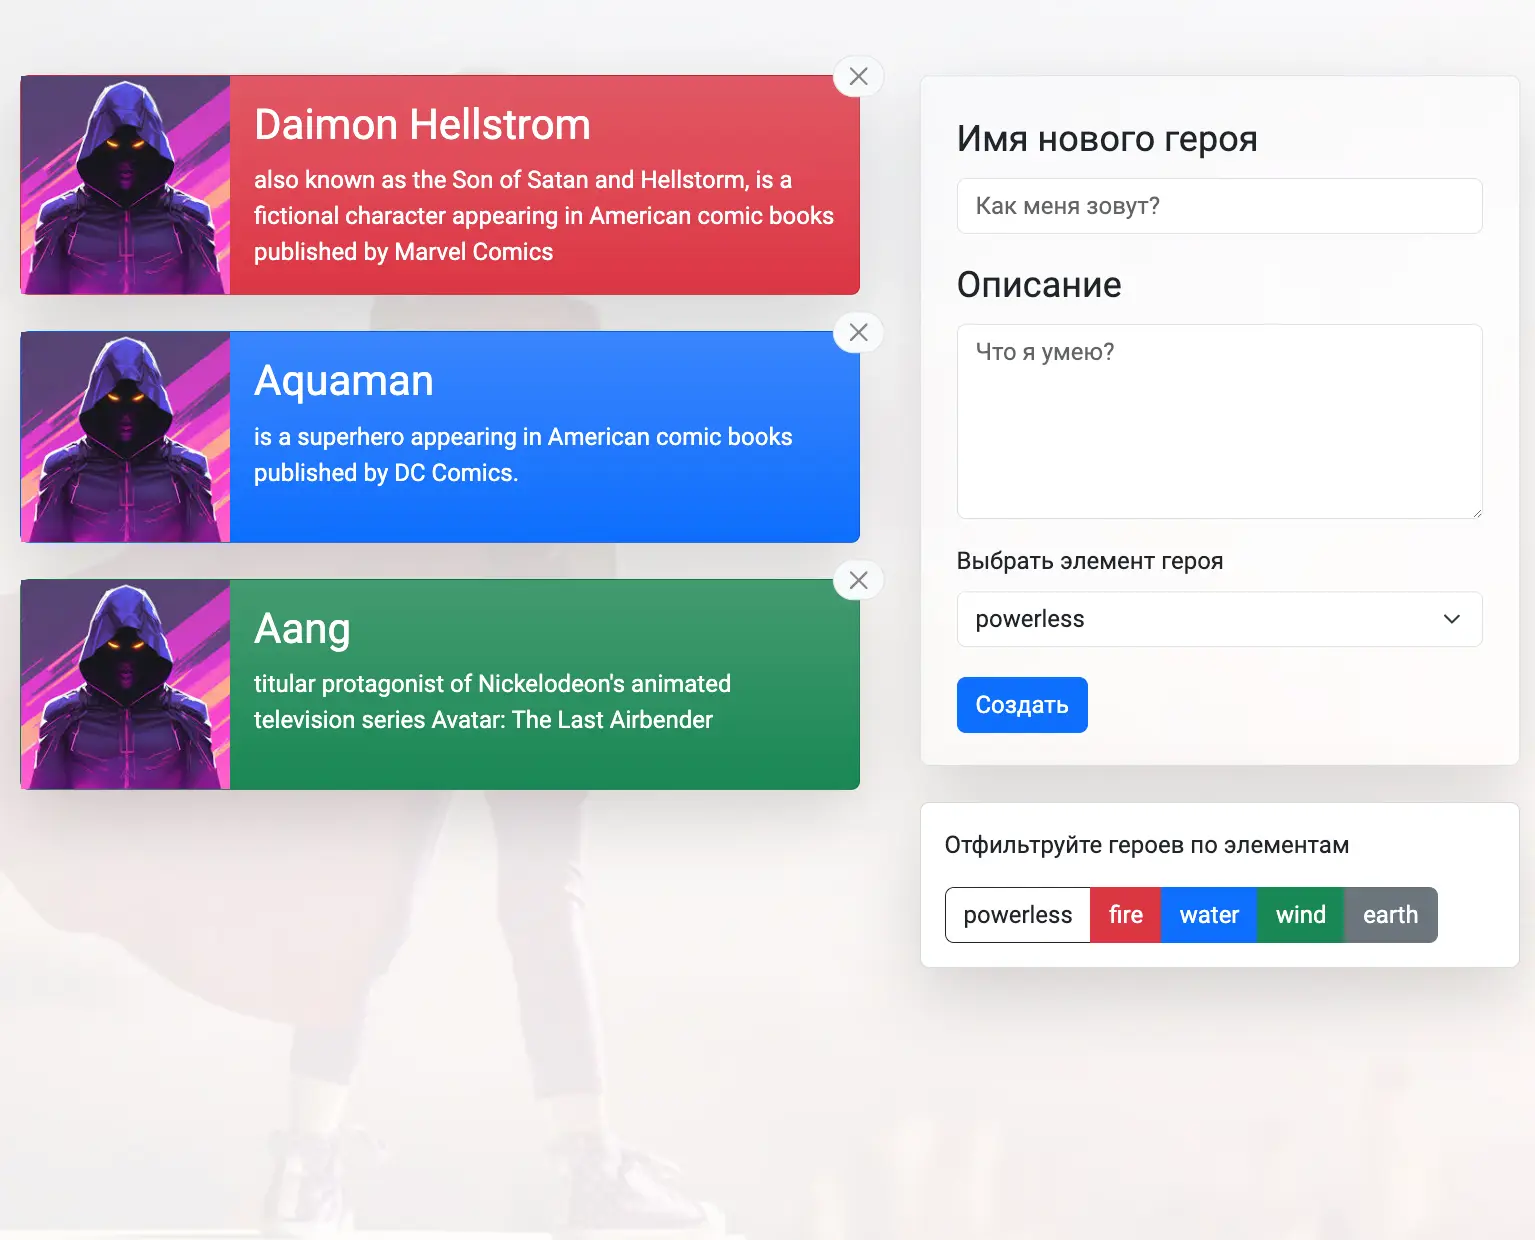 Daimon Hellstrom
also known as the Son of Satan and Hellstorm, is a
fictional character appearing in American comic books
published by Marvel Comics
Aquaman
is a superhero appearing in American comic books
published by DC Comics.
Aang
titular protagonist of Nickelodeon's animated
television series Avatar: The Last Airbender
Имя нового героя
Как меня зовут?
Описание
Что я умею?
Выбрать элемент героя
powerless
Создать
Отфильтруйте героев по элементам
powerless fire water wind earth